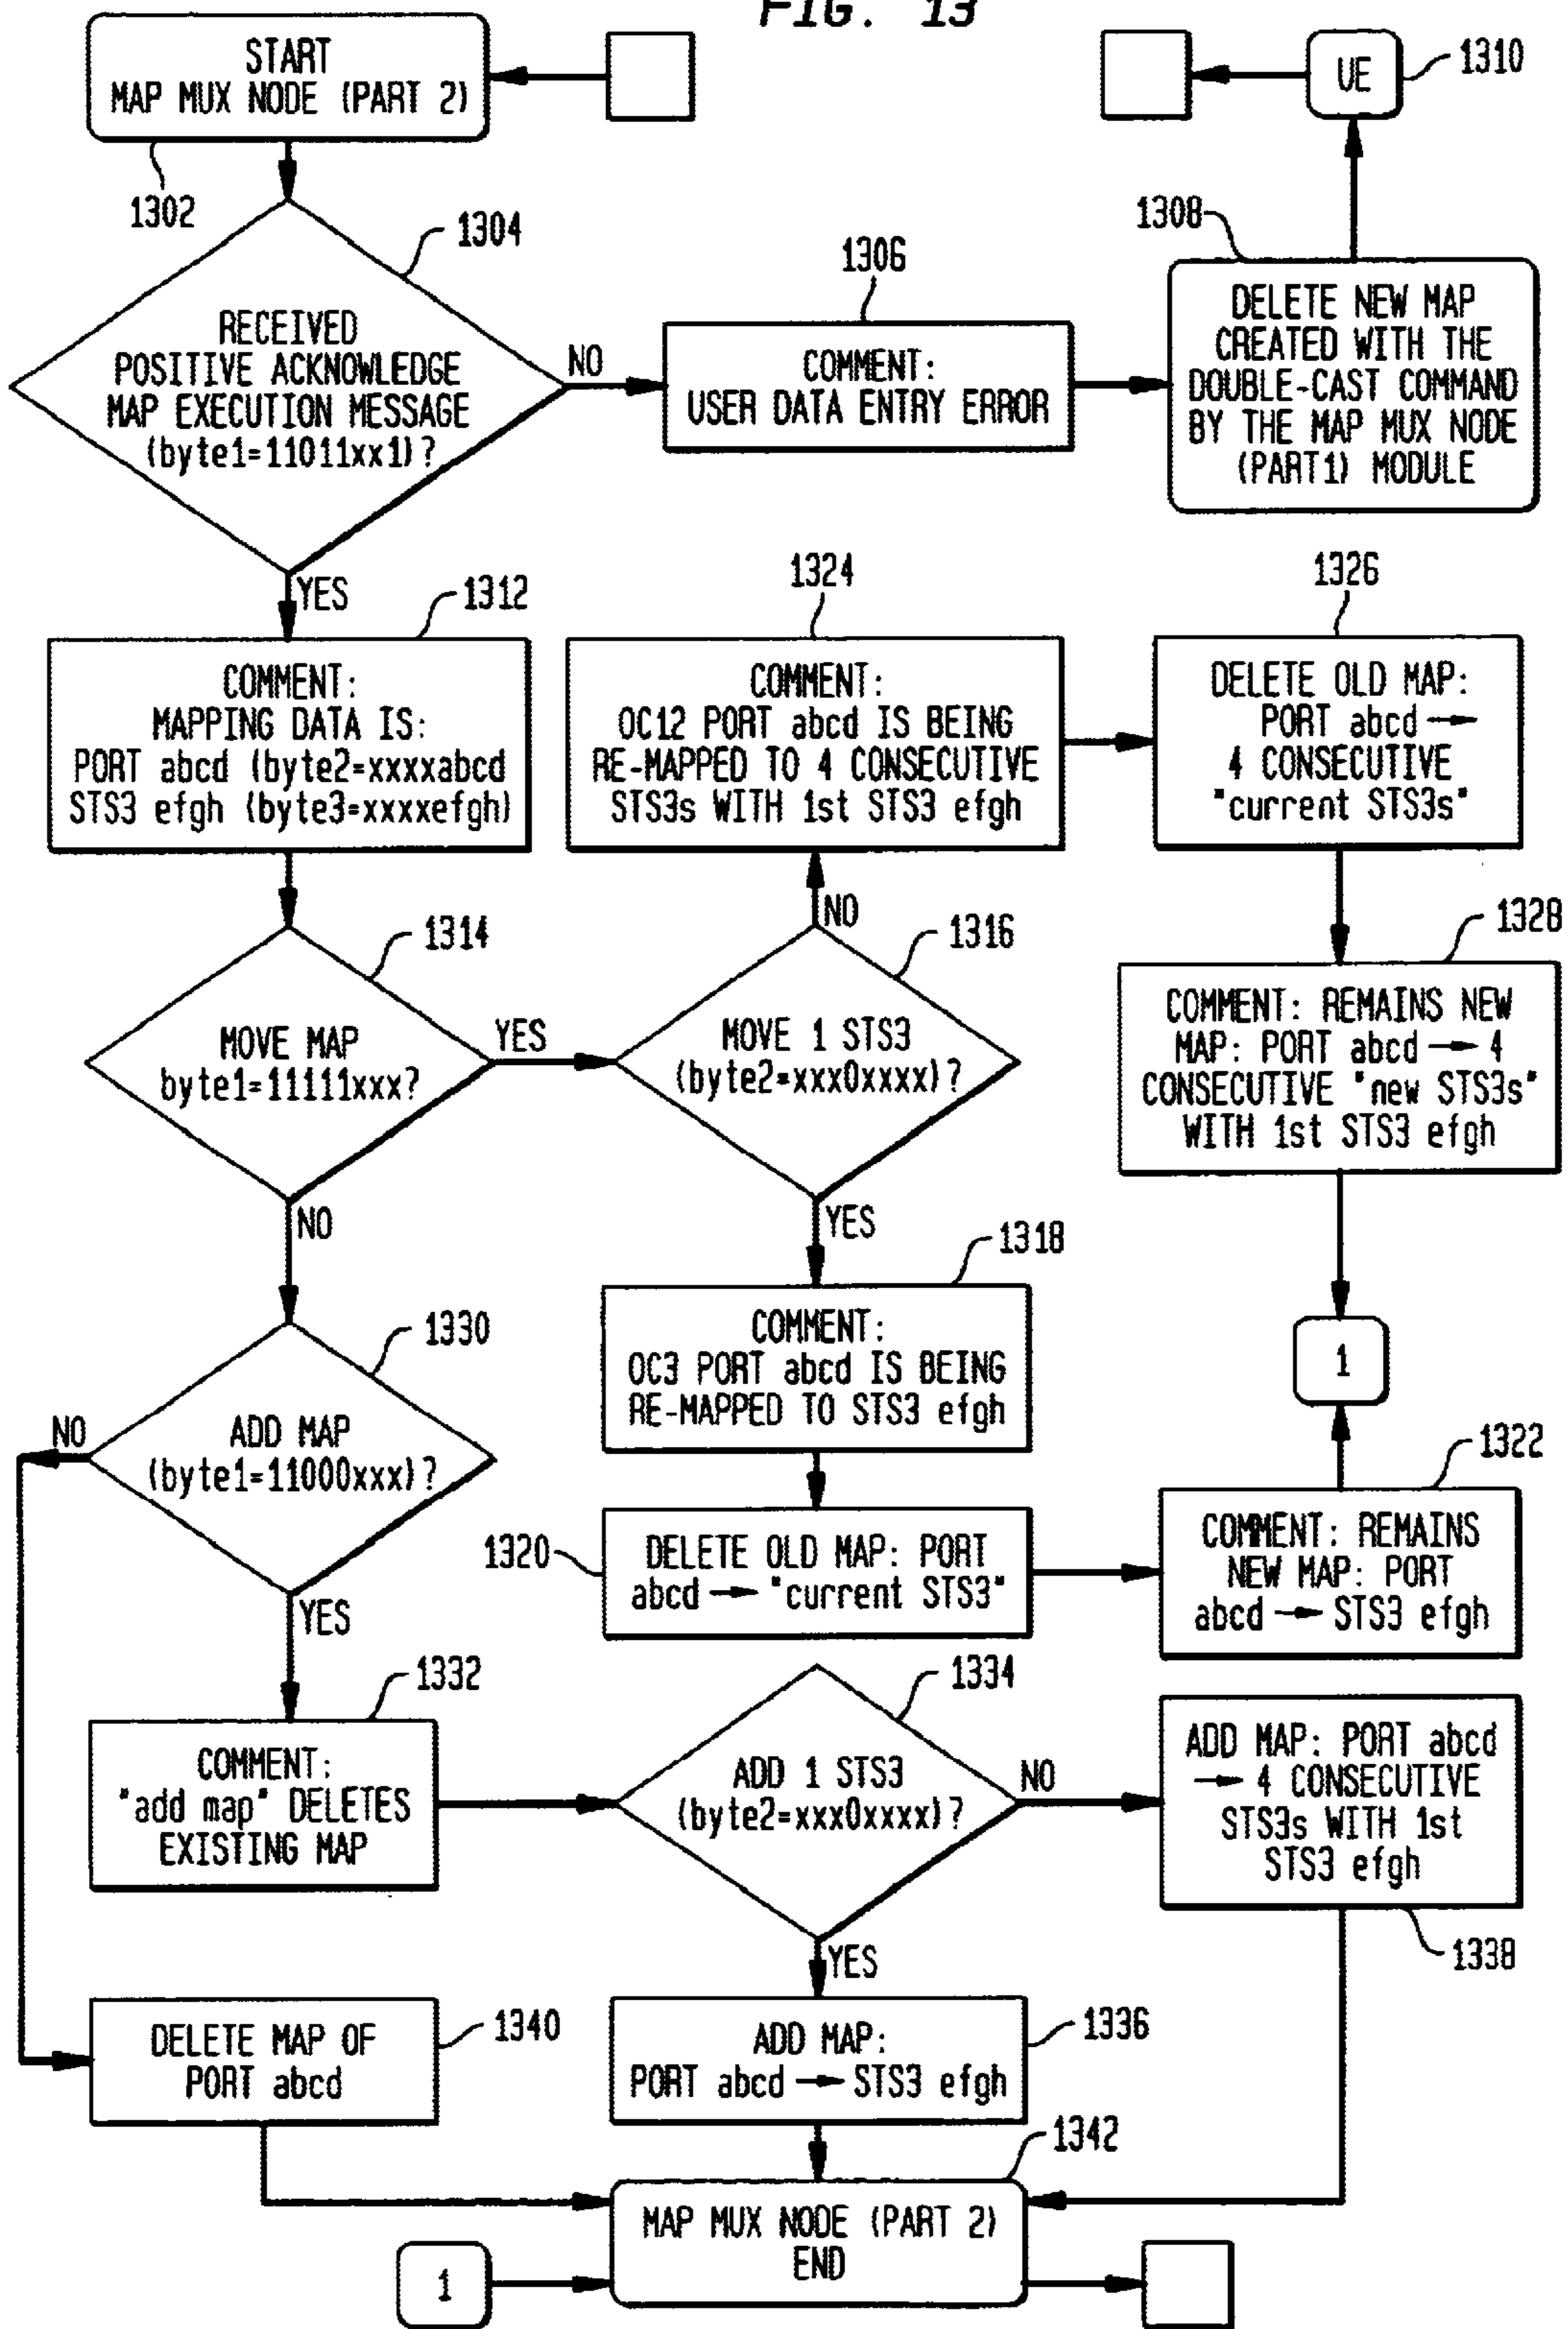 FIG. 13
START
MAP MUX NODE (PART 2)
1302
UE
1310
1304
RECEIVED
POSITIVE ACKNOWLEDGE
MAP EXECUTION MESSAGE
(byte1=11011xx1)?
NO
YES
1306
COMMENT:
USER DATA ENTRY ERROR
1308
DELETE NEW MAP
CREATED WITH THE
DOUBLE-CAST COMMAND
BY THE MAP MUX NODE
(PART1) MODULE
1312
COMMENT:
MAPPING DATA IS:
PORT abcd (byte2=xxxxabcd
STS3 efgh (byte3=xxxxefgh)
1324
COMMENT:
OC12 PORT abcd IS BEING
RE-MAPPED TO 4 CONSECUTIVE
STS3s WITH 1st STS3 efgh
1326
DELETE OLD MAP:
PORT abcd →
4 CONSECUTIVE
"current STS3s"
1314
MOVE MAP
byte1=11111xxx?
YES
NO
1316
NO
MOVE 1 STS3
(byte2=xxx0xxxx)?
YES
1328
COMMENT: REMAINS NEW
MAP: PORT abcd → 4
CONSECUTIVE "new STS3s"
WITH 1st STS3 efgh
1
1318
COMMENT:
OC3 PORT abcd IS BEING
RE-MAPPED TO STS3 efgh
1330
NO
ADD MAP
(byte1=11000xxx)?
YES
1320
DELETE OLD MAP: PORT
abcd → "current STS3"
1322
COMMENT: REMAINS
NEW MAP: PORT
abcd → STS3 efgh
1332
COMMENT:
"add map" DELETES
EXISTING MAP
1334
ADD 1 STS3
(byte2=xxx0xxxx)?
NO
YES
ADD MAP: PORT abcd
→ 4 CONSECUTIVE
STS3s WITH 1st
STS3 efgh
1338
DELETE MAP OF
PORT abcd
1340
ADD MAP:
PORT abcd → STS3 efgh
1336
1342
MAP MUX NODE (PART 2)
END
1